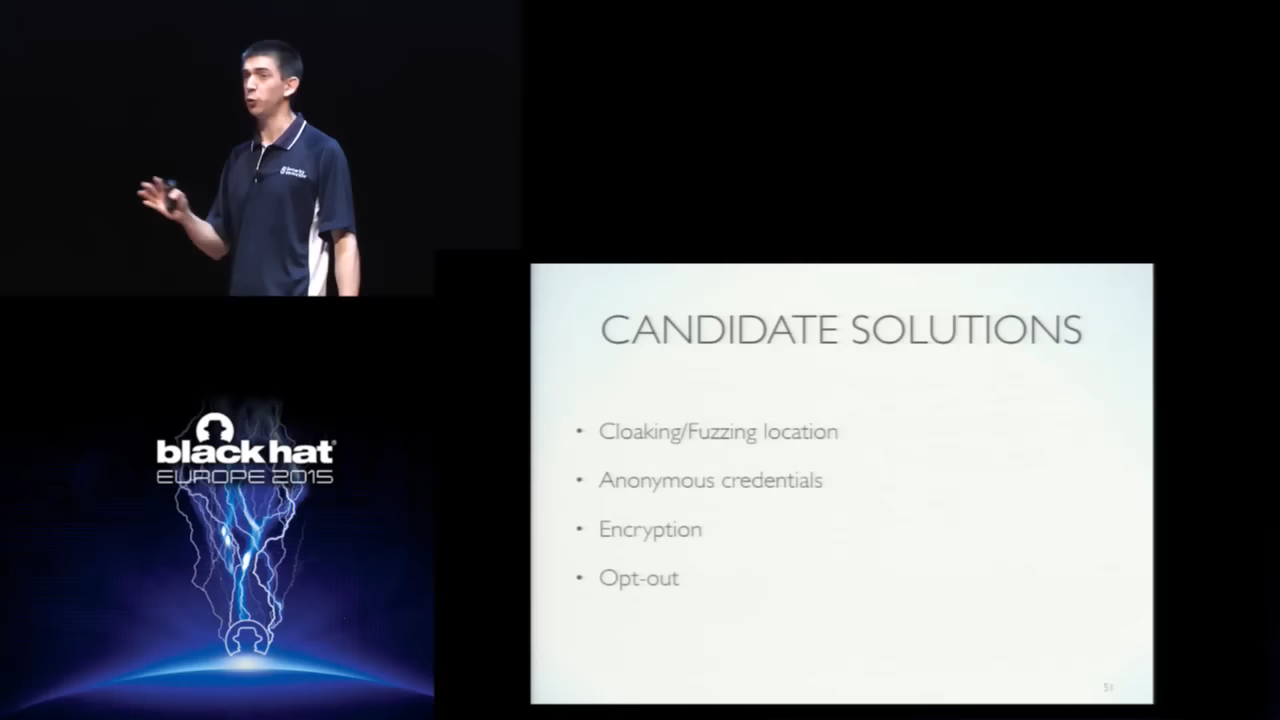 CANDIDATE SOLUTIONS
• Cloaking/Fuzzing location
• Anonymous credentials
• Encryption
• Opt-out
black hat
EUROPE 2015